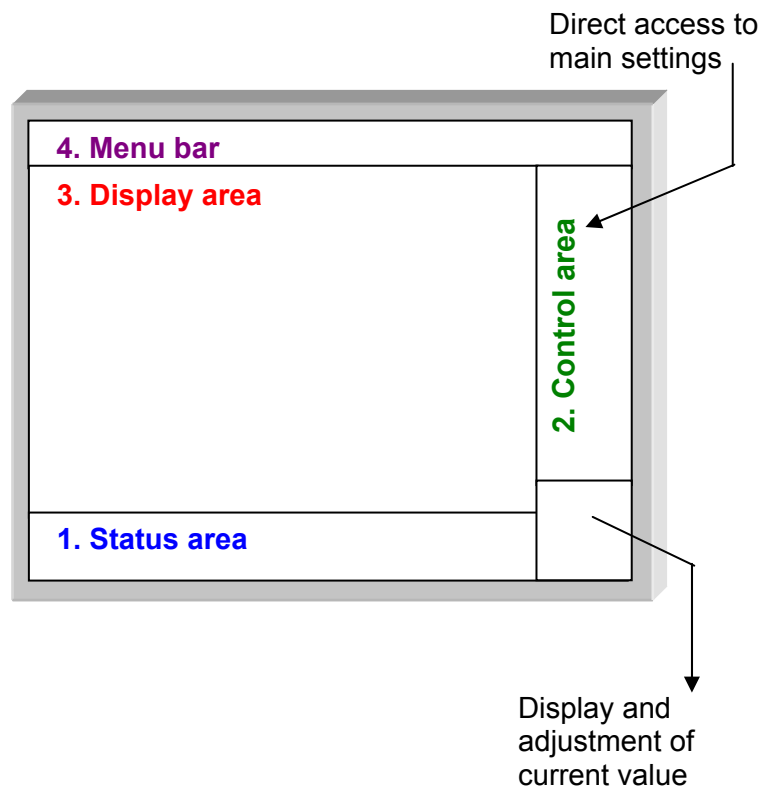 Direct access to
main settings
4. Menu bar
3. Display area
2. Control area
1. Status area
Display and
adjustment of
current value